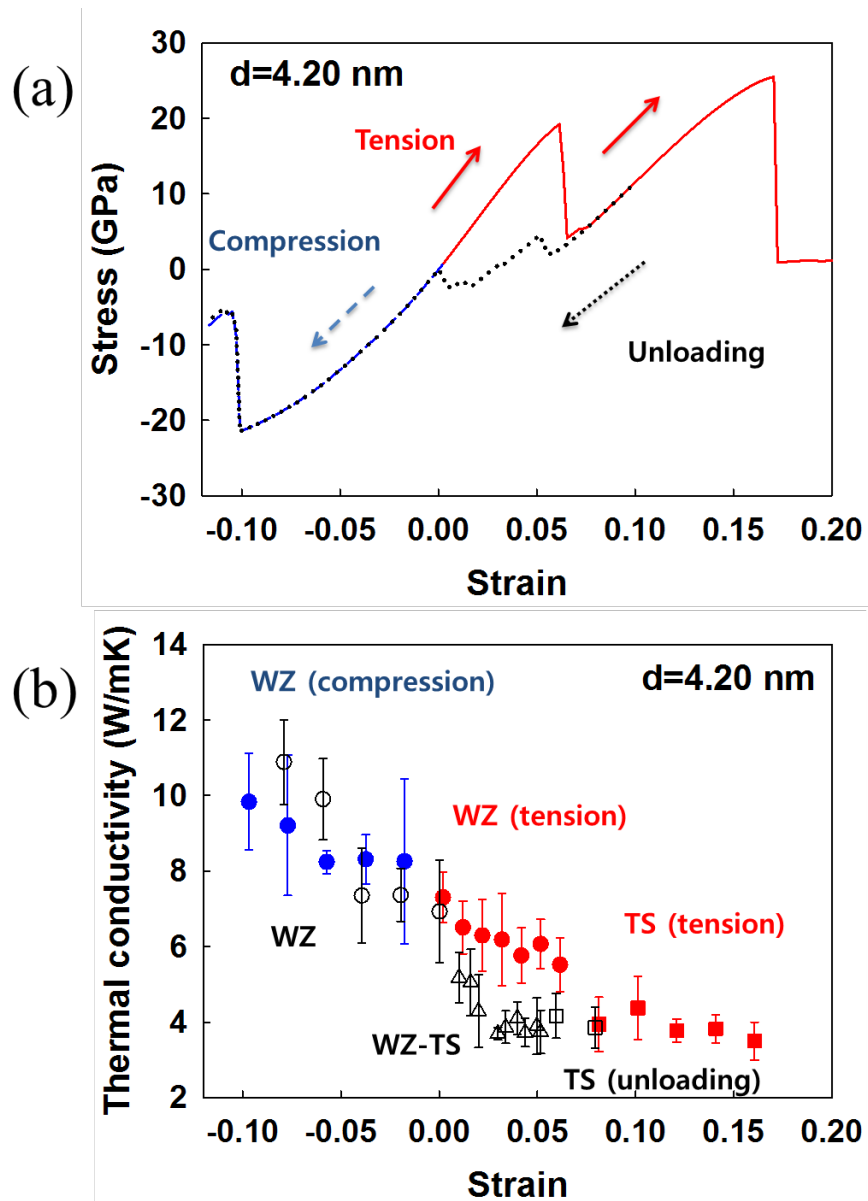 (a)
d=4.20 nm
Tension
Compression
Unloading
Stress (GPa)
30
20
10
0
-10
-20
-30
-0.10 -0.05 0.00 0.05 0.10 0.15 0.20
Strain
(b)
d=4.20 nm
WZ (compression)
WZ (tension)
TS (tension)
WZ
WZ-TS
TS (unloading)
Thermal conductivity (W/mK)
14
12
10
8
6
4
2
-0.10 -0.05 0.00 0.05 0.10 0.15 0.20
Strain